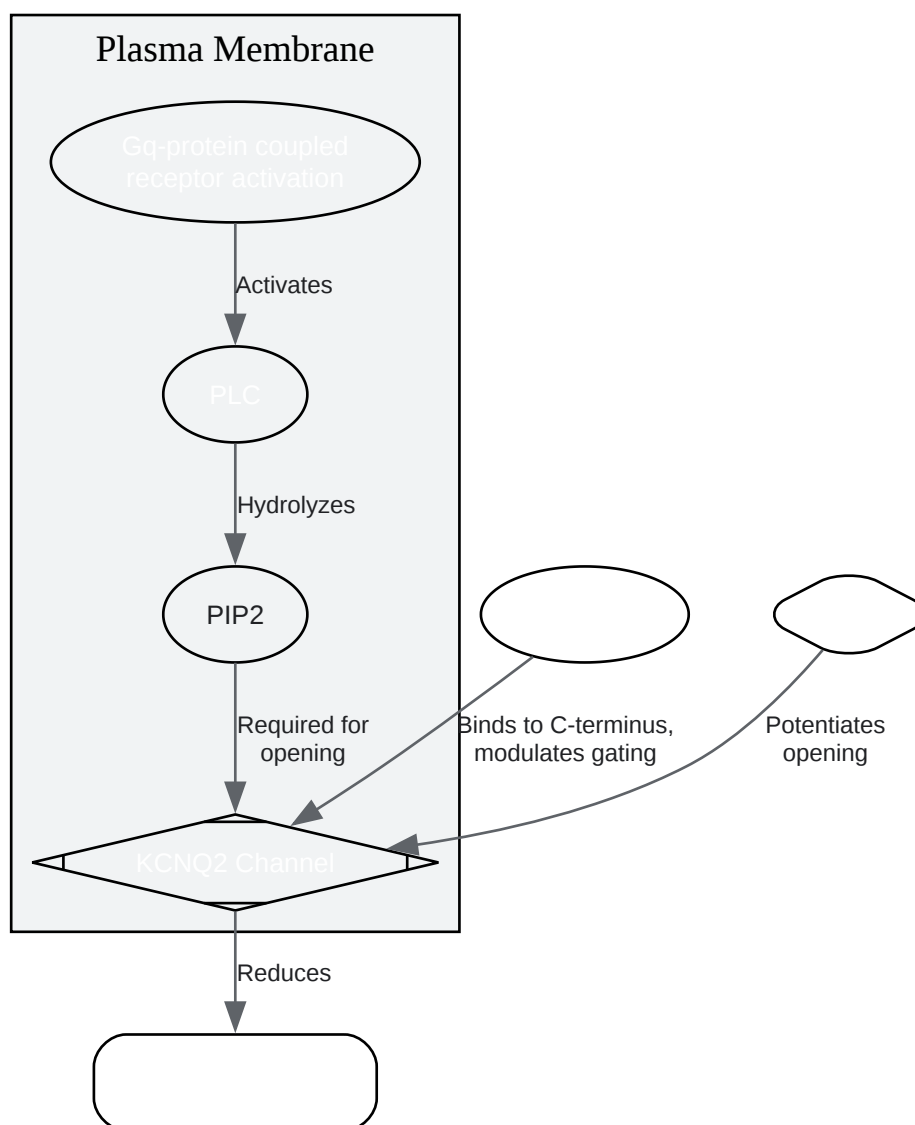 Plasma Membrane
Gq-protein coupled
receptor activation
Activates
PLC
Hydrolyzes
PIP2
Required for
opening
Binds to C-terminus,
modulates gating
Potentiates
opening
KCNQ2 Channel
Reduces